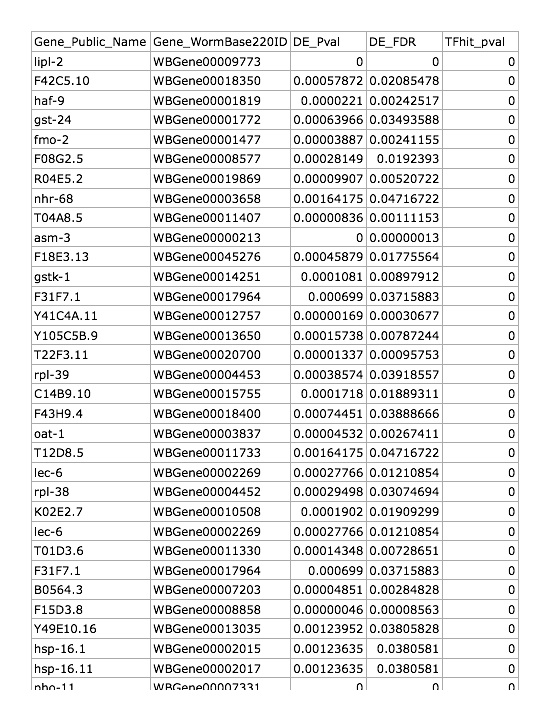 Gene_Public_Name Gene_WormBase220ID DE_Pval DE_FDR TFhit_pval
lipl-2 WBGene00009773 0 0 0
F42C5.10 WBGene00018350 0.00057872 0.02085478 0
haf-9 WBGene00001819 0.0000221 0.00242517 0
gst-24 WBGene00001772 0.00063966 0.03493588 0
fmo-2 WBGene00001477 0.00003887 0.00241155 0
F08G2.5 WBGene00008577 0.00028149 0.0192393 0
R04E5.2 WBGene00019869 0.00009907 0.00520722 0
nhr-68 WBGene00003658 0.00164175 0.04716722 0
T04A8.5 WBGene00011407 0.00000836 0.00111153 0
asm-3 WBGene00000213 0 0.00000013 0
F18E3.13 WBGene00045276 0.00045879 0.01775564 0
gstk-1 WBGene00014251 0.0001081 0.00897912 0
F31F7.1 WBGene00017964 0.000699 0.03715883 0
Y41C4A.11 WBGene00012757 0.00000169 0.00030677 0
Y105C5B.9 WBGene00013650 0.00015738 0.00787244 0
T22F3.11 WBGene00020700 0.00001337 0.00095753 0
rpl-39 WBGene00004453 0.00038574 0.03918557 0
C14B9.10 WBGene00015755 0.0001718 0.01889311 0
F43H9.4 WBGene00018400 0.00074451 0.03888666 0
oat-1 WBGene00003837 0.00004532 0.00267411 0
T12D8.5 WBGene00011733 0.00164175 0.04716722 0
lec-6 WBGene00002269 0.00027766 0.01210854 0
rpl-38 WBGene00004452 0.00029498 0.03074694 0
K02E2.7 WBGene00010508 0.0001902 0.01909299 0
lec-6 WBGene00002269 0.00027766 0.01210854 0
T01D3.6 WBGene00011330 0.00014348 0.00728651 0
F31F7.1 WBGene00017964 0.000699 0.03715883 0
B0564.3 WBGene00007203 0.00004851 0.00284828 0
F15D3.8 WBGene00008858 0.00000046 0.00008563 0
Y49E10.16 WBGene00013035 0.00123952 0.03805828 0
hsp-16.1 WBGene00002015 0.00123635 0.0380581 0
hsp-16.11 WBGene00002017 0.00123635 0.0380581 0
pho-11 WBGene00007331 0 0 0